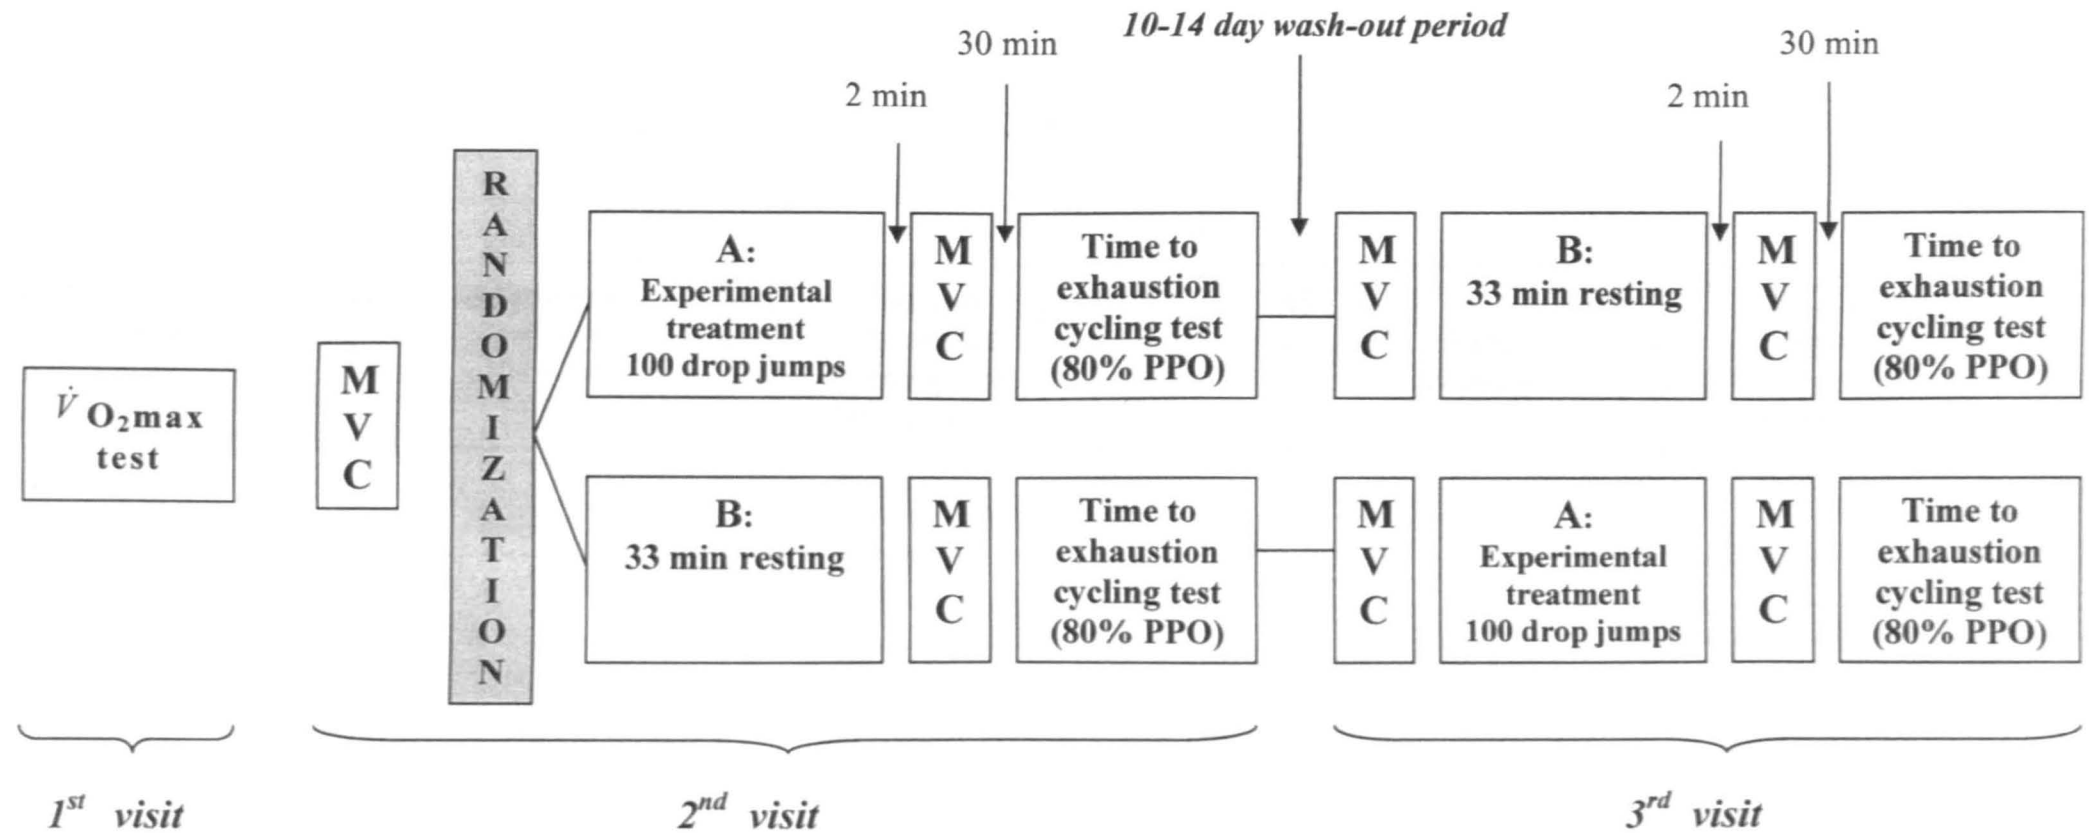 10-14 day wash-out period
30 min
30 min
2 min
2 min
V̇ O₂max
test
M
V
C
RANDOMIZATION
A:
Experimental
treatment
100 drop jumps
M
V
C
Time to
exhaustion
cycling test
(80% PPO)
M
V
C
B:
33 min resting
M
V
C
Time to
exhaustion
cycling test
(80% PPO)
B:
33 min resting
M
V
C
Time to
exhaustion
cycling test
(80% PPO)
M
V
C
A:
Experimental
treatment
100 drop jumps
M
V
C
Time to
exhaustion
cycling test
(80% PPO)
1st visit
2nd visit
3rd visit